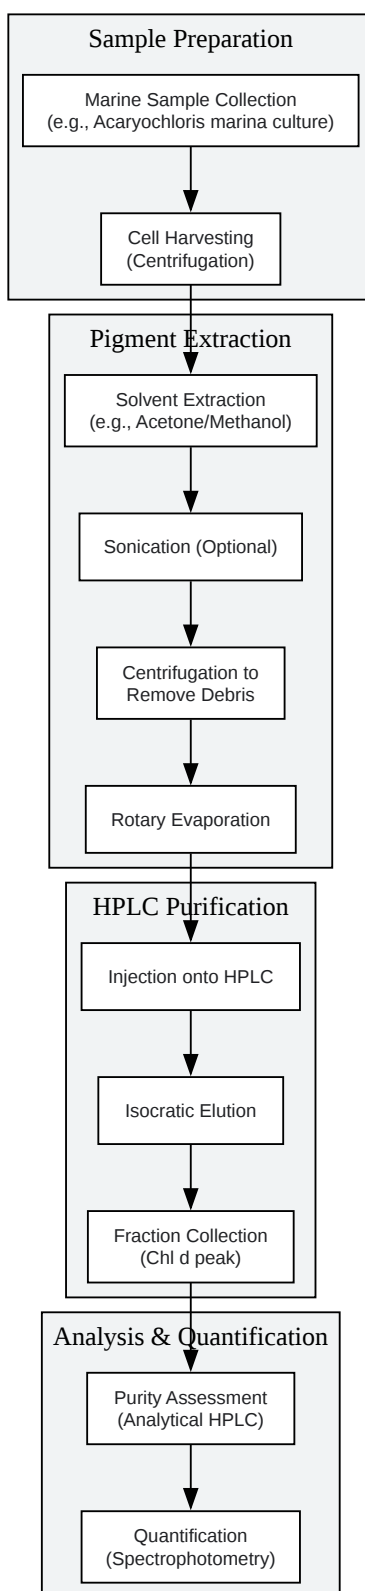 Sample Preparation
Marine Sample Collection
(e.g., Acaryochloris marina culture)
Cell Harvesting
(Centrifugation)
Pigment Extraction
Solvent Extraction
(e.g., Acetone/Methanol)
Sonication (Optional)
Centrifugation to
Remove Debris
Rotary Evaporation
HPLC Purification
Injection onto HPLC
Isocratic Elution
Fraction Collection
(Chl d peak)
Analysis & Quantification
Purity Assessment
(Analytical HPLC)
Quantification
(Spectrophotometry)